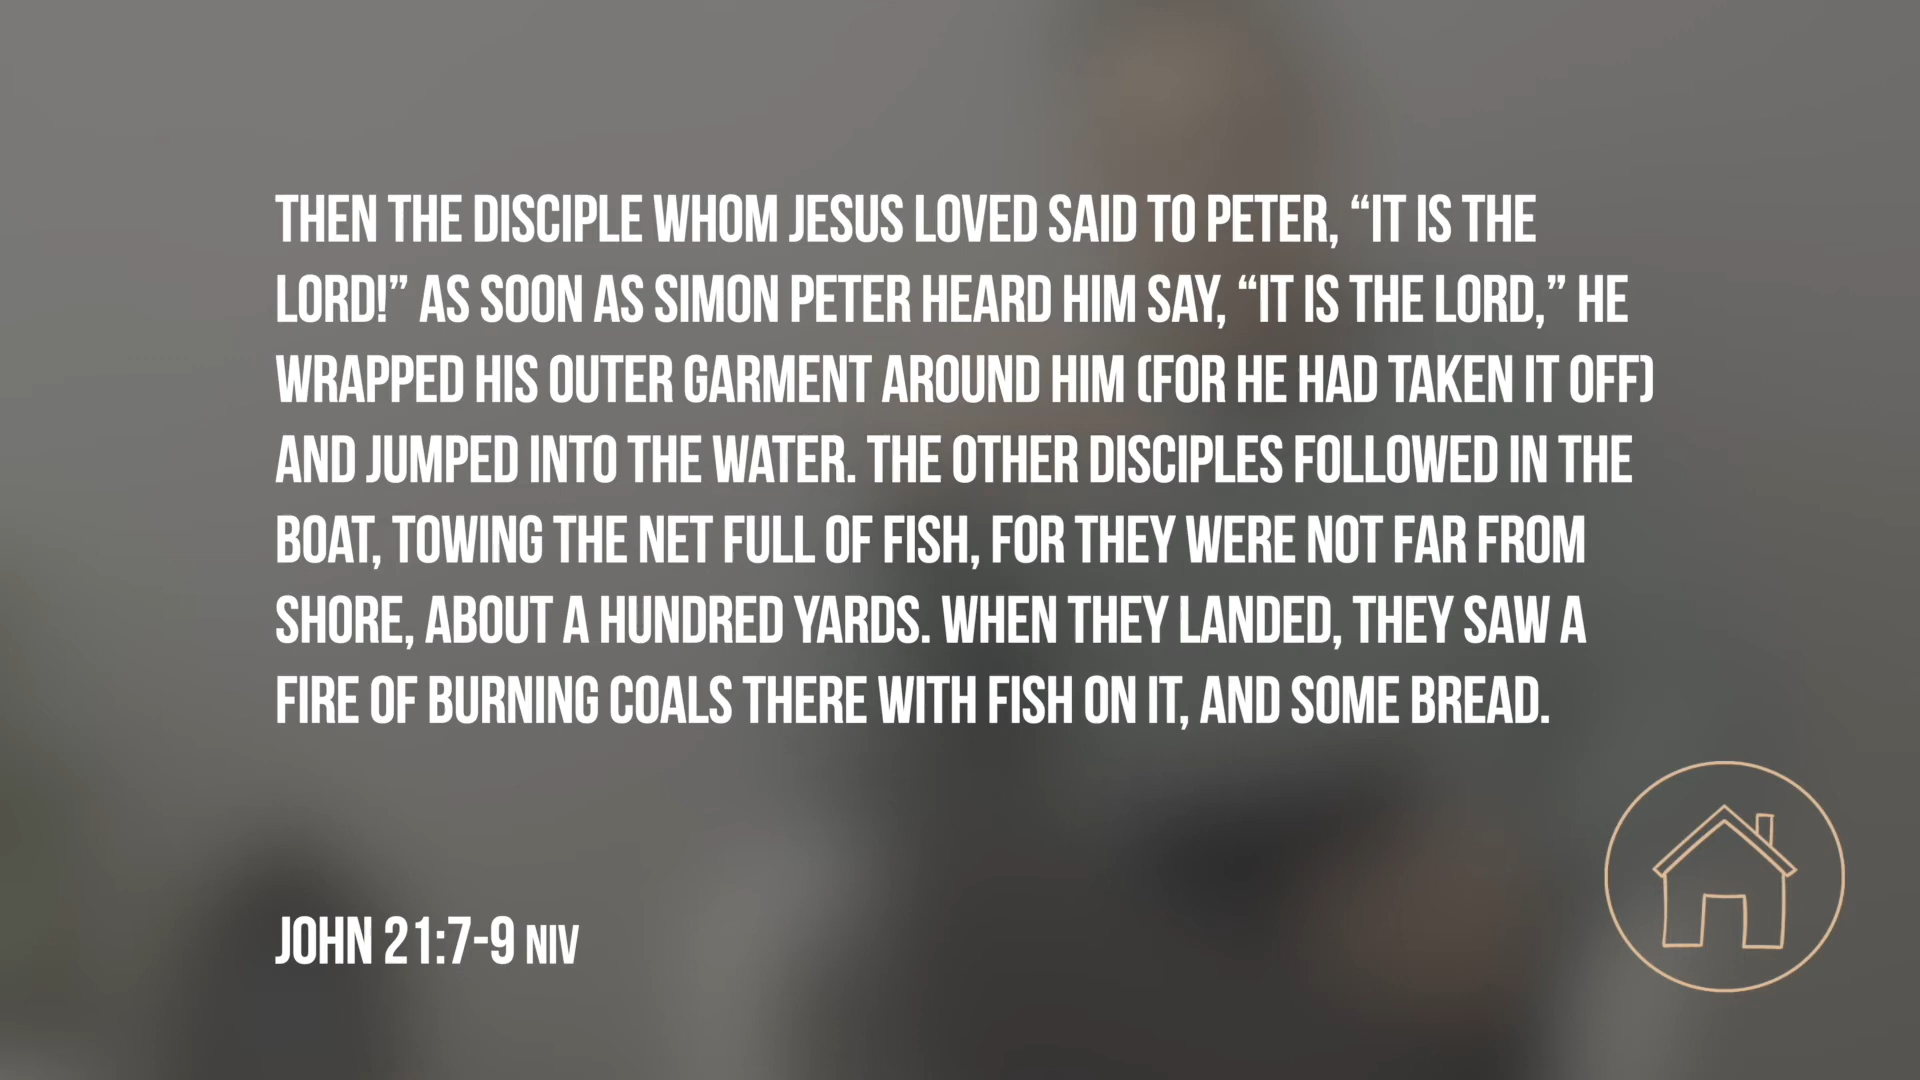 THEN THE DISCIPLE WHOM JESUS LOVED SAID TO PETER, “IT IS THE
LORD!” AS SOON AS SIMON PETER HEARD HIM SAY, “IT IS THE LORD,” HE
WRAPPED HIS OUTER GARMENT AROUND HIM (FOR HE HAD TAKEN IT OFF)
AND JUMPED INTO THE WATER. THE OTHER DISCIPLES FOLLOWED IN THE
BOAT, TOWING THE NET FULL OF FISH, FOR THEY WERE NOT FAR FROM
SHORE, ABOUT A HUNDRED YARDS. WHEN THEY LANDED, THEY SAW A
FIRE OF BURNING COALS THERE WITH FISH ON IT, AND SOME BREAD.
JOHN 21:7-9 NIV